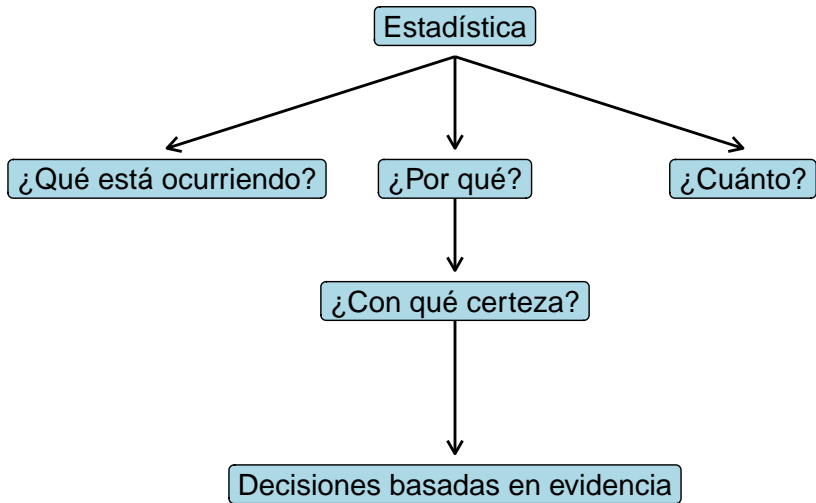 Estadística
¿Qué está ocurriendo?
¿Por qué?
¿Cuánto?
¿Con qué certeza?
Decisiones basadas en evidencia